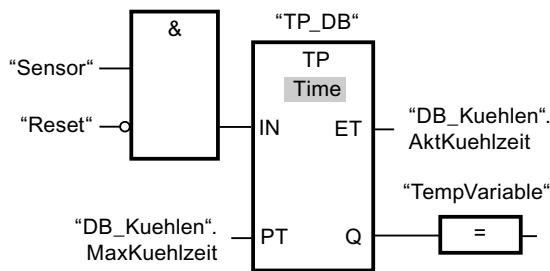 “TP_DB“
&
TP
Time
“Sensor“
“Reset“
IN
ET
“DB_Kuehlen“.
AktKuehlzeit
“TempVariable“
“DB_Kuehlen“.
MaxKuehlzeit
PT
Q
=